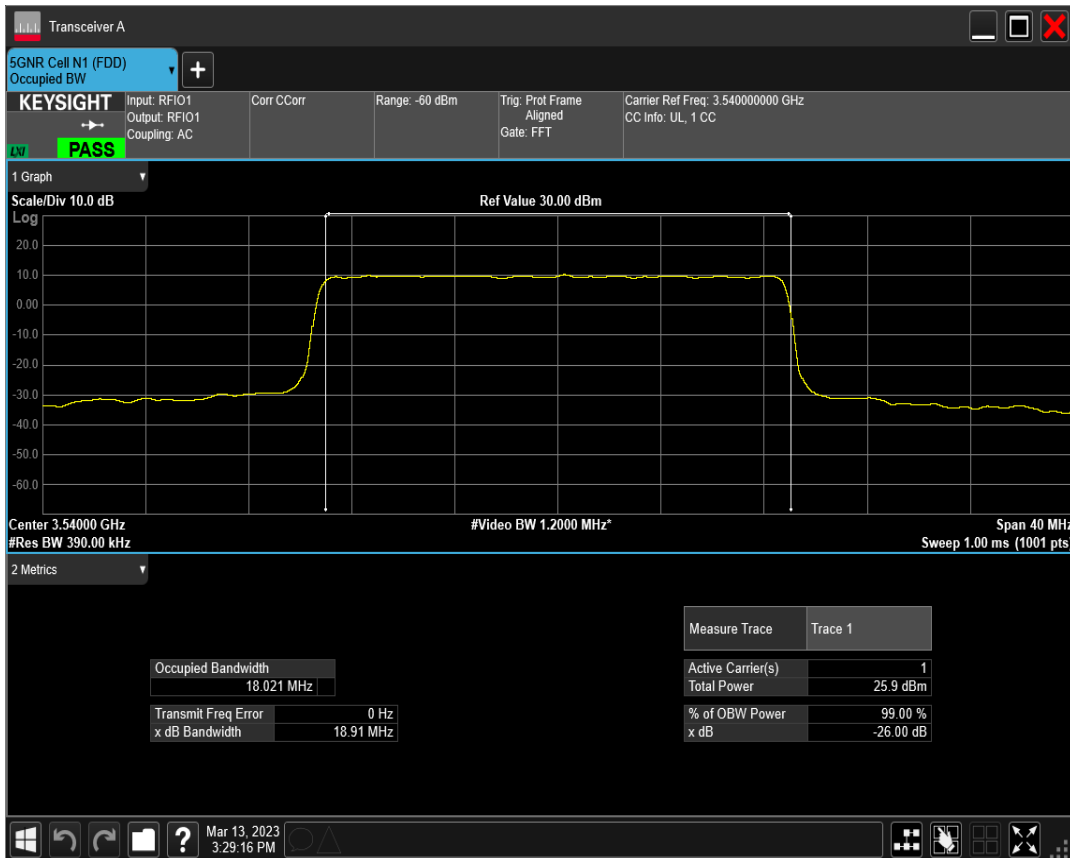 Transceiver A
5GNR Cell N1 (FDD)
Occupied BW
KEYSIGHT
LXI
PASS
Input: RFIO1
Output: RFIO1
Coupling: AC
Corr CCorr
Range: -60 dBm
Trig: Prot Frame
Aligned
Gate: FFT
Carrier Ref Freq: 3.540000000 GHz
CC Info: UL, 1 CC
1 Graph
Scale/Div 10.0 dB
Ref Value 30.00 dBm
Log
20.0
10.0
0.00
-10.0
-20.0
-30.0
-40.0
-50.0
-60.0
Center 3.54000 GHz
#Video BW 1.2000 MHz*
Span 40 MHz
#Res BW 390.00 kHz
Sweep 1.00 ms (1001 pts)
2 Metrics
Measure Trace Trace 1
Occupied Bandwidth
18.021 MHz
Active Carrier(s) 1
Total Power 25.9 dBm
Transmit Freq Error 0 Hz
x dB Bandwidth 18.91 MHz
% of OBW Power 99.00 %
x dB -26.00 dB
?
Mar 13, 2023
3:29:16 PM